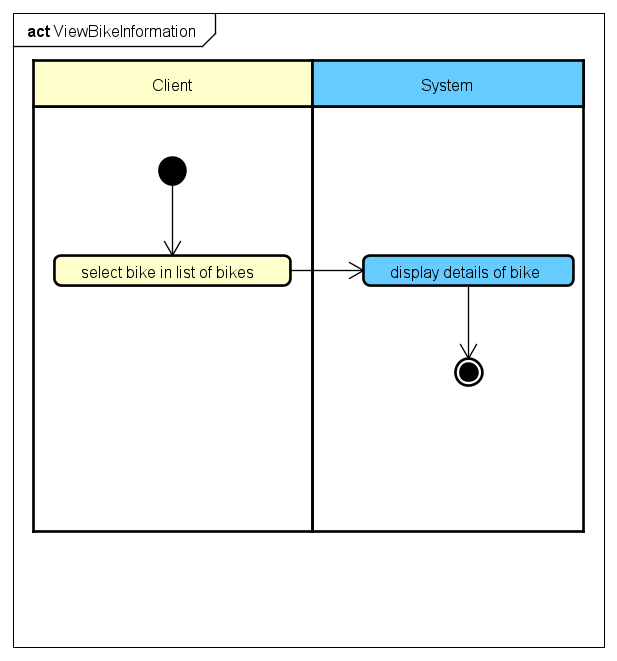 act ViewBikeInformation
Client
System
select bike in list of bikes
display details of bike